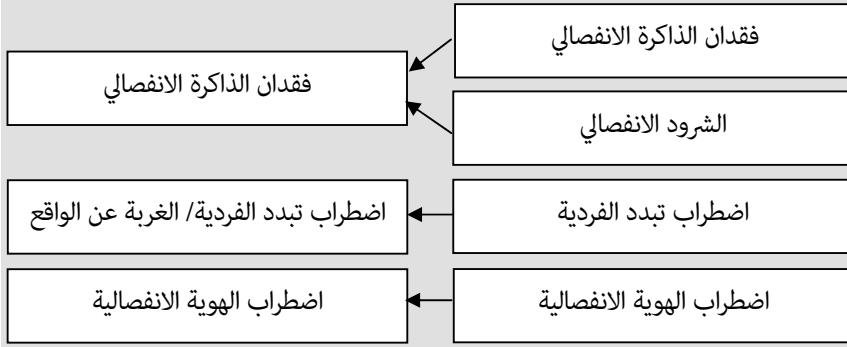 فقدان الذاكرة الانفصالي
فقدان الذاكرة الانفصالي
الشرود الانفصالي
اضطراب تبدد الفردية
اضطراب تبدد الفردية/ الغربة عن الواقع
اضطراب الهوية الانفصالية
اضطراب الهوية الانفصالية